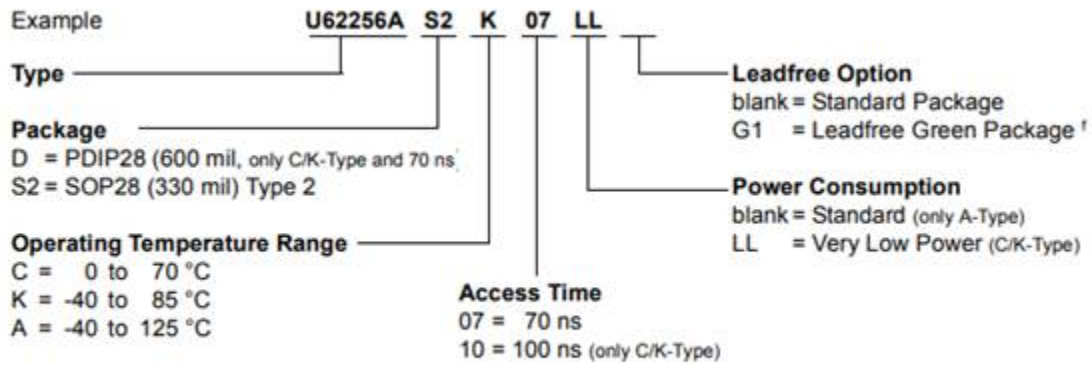 Example U62256A S2 K 07 LL
Type
Package
D = PDIP28 (600 mil, only C/K-Type and 70 ns)
S2 = SOP28 (330 mil) Type 2
Operating Temperature Range
C = 0 to 70 °C
K = -40 to 85 °C
A = -40 to 125 °C
Access Time
07 = 70 ns
10 = 100 ns (only C/K-Type)
Leadfree Option
blank = Standard Package
G1 = Leadfree Green Package f
Power Consumption
blank = Standard (only A-Type)
LL = Very Low Power (C/K-Type)